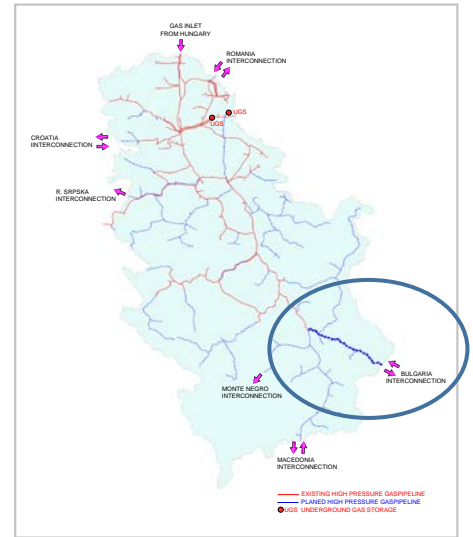 GAS INLET
FROM HUNGARY
ROMANIA
INTERCONNECTION
UGS
UGS
CROATIA
INTERCONNECTION
R. SRPSKA
INTERCONNECTION
BULGARIA
INTERCONNECTION
MONTE NEGRO
INTERCONNECTION
MACEDONIA
INTERCONNECTION
EXISTING HIGH PRESSURE GASPIPELINE
PLANED HIGH PRESSURE GASPIPELINE
UGS UNDERGROUND GAS STORAGE